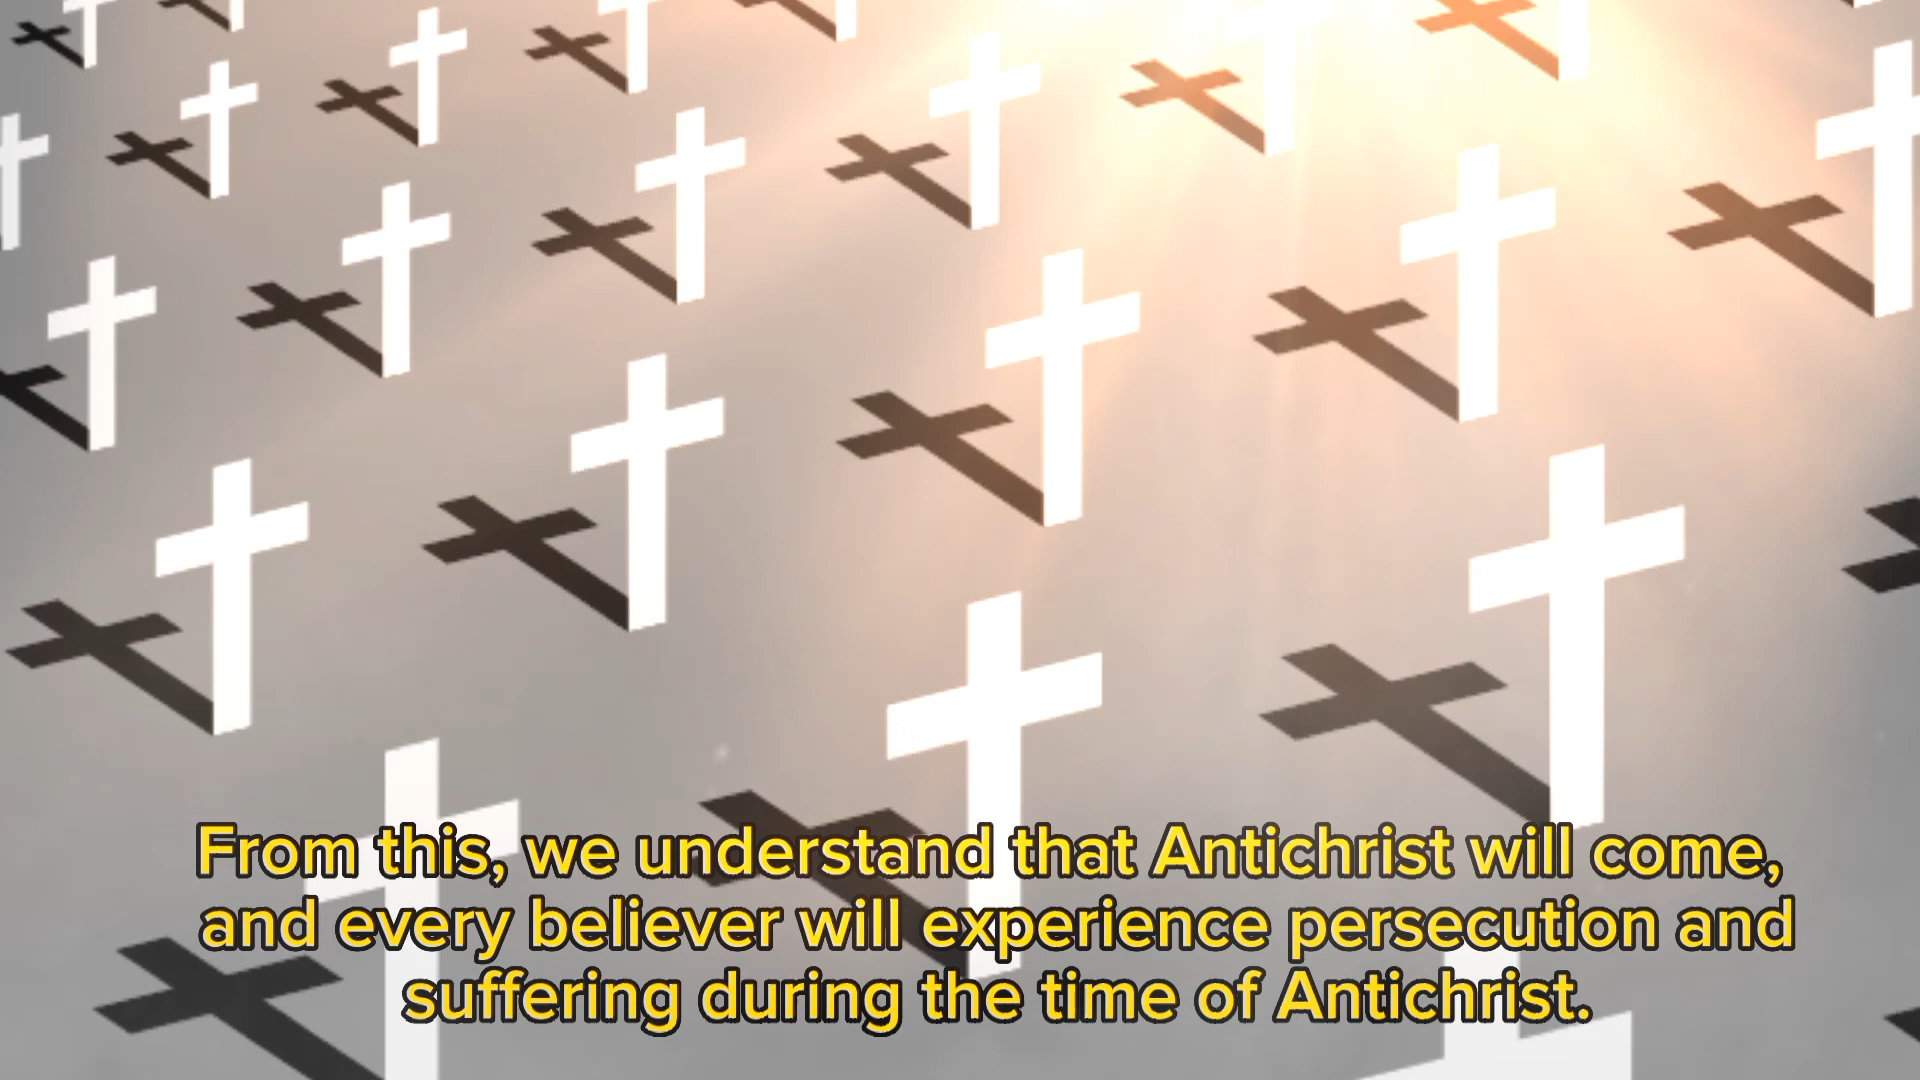 From this, we understand that Antichrist will come,
and every believer will experience persecution and
suffering during the time of Antichrist.